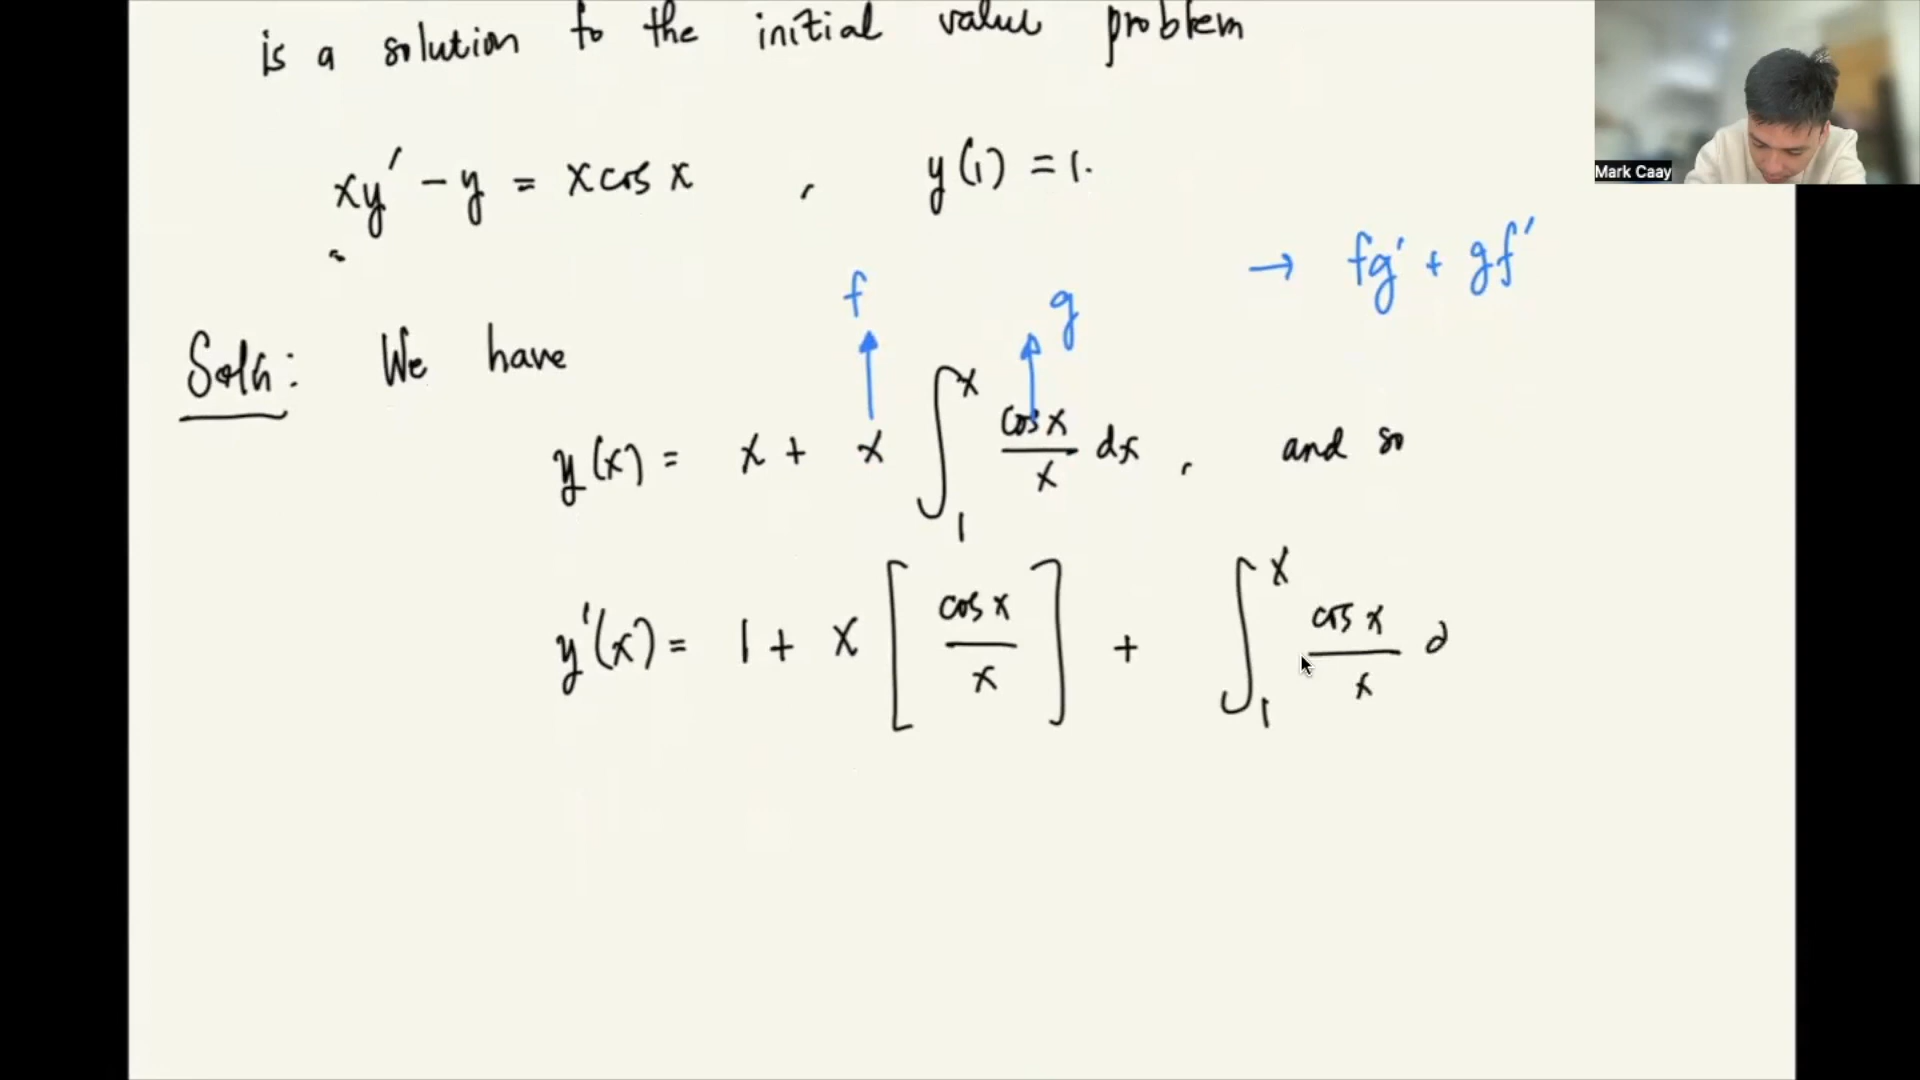 is a solution to the initial value problem
Mark Caay
xy' - y = x cos x , y(1) = 1.
→ fg' + gf'
f g
Soln: We have
y(x) = x + x ∫_1^x cos x / x dx , and so
y'(x) = 1 + x [ cos x / x ] + ∫_1^x cos x / x d